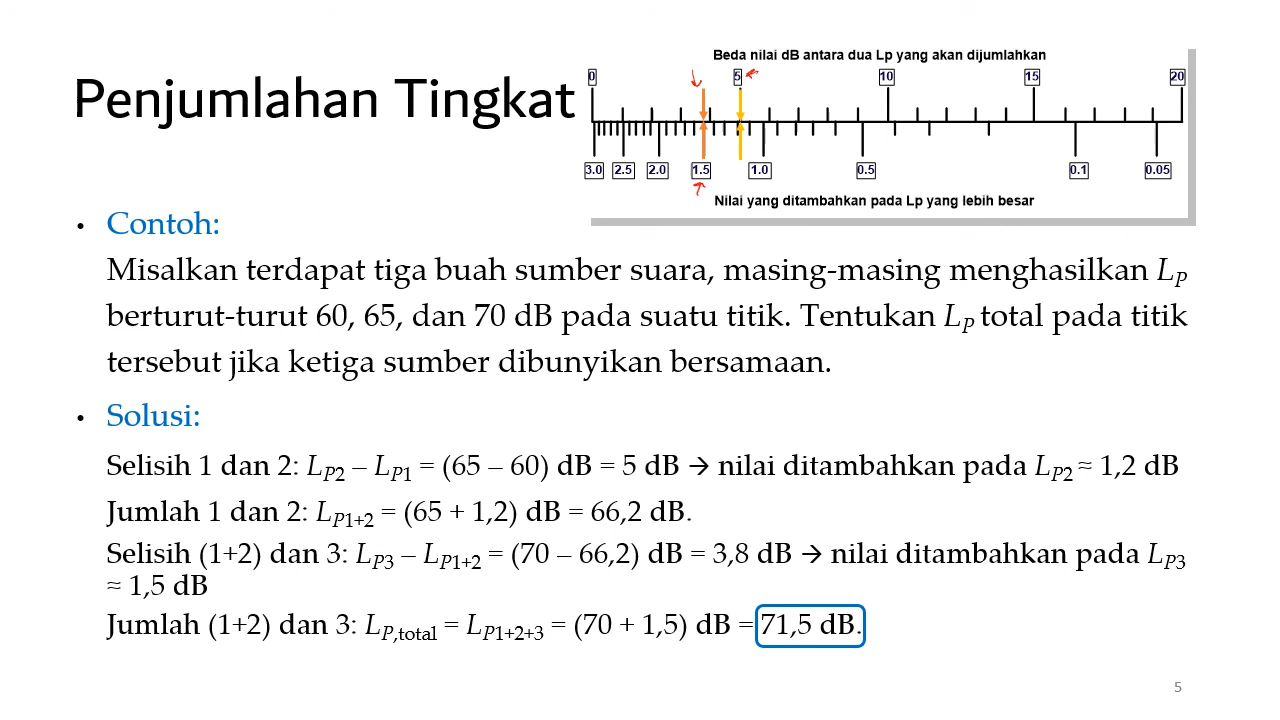 Penjumlahan Tingkat
Beda nilai dB antara dua Lp yang akan dijumlahkan
0 5 10 15 20
3.0 2.5 2.0 1.5 1.0 0.5 0.1 0.05
Nilai yang ditambahkan pada Lp yang lebih besar
• Contoh:
Misalkan terdapat tiga buah sumber suara, masing-masing menghasilkan LP
berturut-turut 60, 65, dan 70 dB pada suatu titik. Tentukan LP total pada titik
tersebut jika ketiga sumber dibunyikan bersamaan.
• Solusi:
Selisih 1 dan 2: LP2 – LP1 = (65 – 60) dB = 5 dB → nilai ditambahkan pada LP2 ≈ 1,2 dB
Jumlah 1 dan 2: LP1+2 = (65 + 1,2) dB = 66,2 dB.
Selisih (1+2) dan 3: LP3 – LP1+2 = (70 – 66,2) dB = 3,8 dB → nilai ditambahkan pada LP3
≈ 1,5 dB
Jumlah (1+2) dan 3: LP,total = LP1+2+3 = (70 + 1,5) dB = 71,5 dB.
5